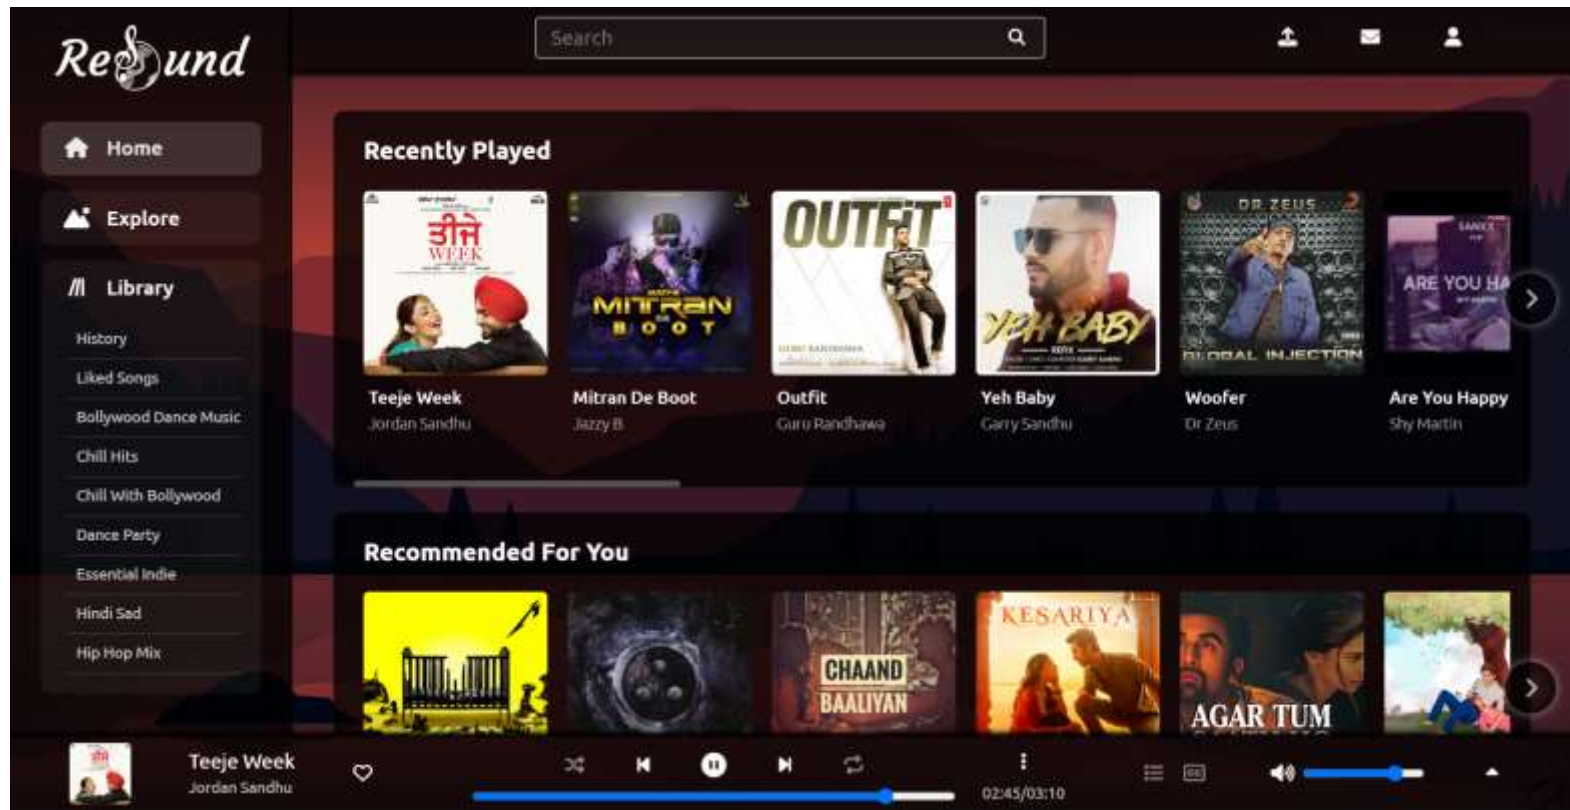 Resound
Search
Home
Explore
Library
History
Liked Songs
Bollywood Dance Music
Chill Hits
Chill With Bollywood
Dance Party
Essential Indie
Hindi Sad
Hip Hop Mix
Recently Played
ਤੀਜੇ
WEEK
MITRAN
BOOT
OUTFiT
GURU RANDHAWA
YEH BABY
REFIX
DR. ZEUS
GLOBAL INJECTION
ARE YOU HA
Teeje Week
Mitran De Boot
Outfit
Yeh Baby
Woofer
Are You Happy
Jordan Sandhu
Jazzy B
Guru Randhawa
Garry Sandhu
Dr Zeus
Shy Martin
Recommended For You
CHAAND
BAALIYAN
KESARIYA
AGAR TUM
Teeje Week
Jordan Sandhu
02:45/03:10